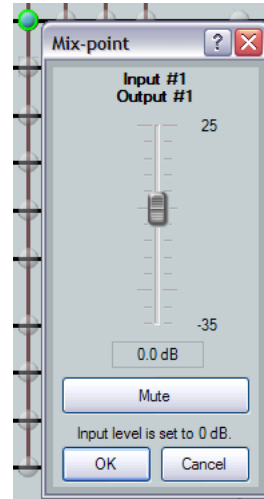 Mix-point
Input #1
Output #1
25
-35
0.0 dB
Mute
Input level is set to 0 dB.
OK
Cancel